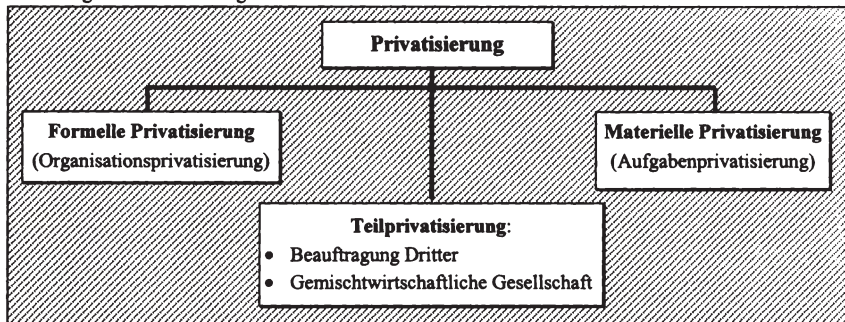 Privatisierung
Formelle Privatisierung
(Organisationsprivatisierung)
Materielle Privatisierung
(Aufgabenprivatisierung)
Teilprivatisierung:
• Beauftragung Dritter
• Gemischtwirtschaftliche Gesellschaft